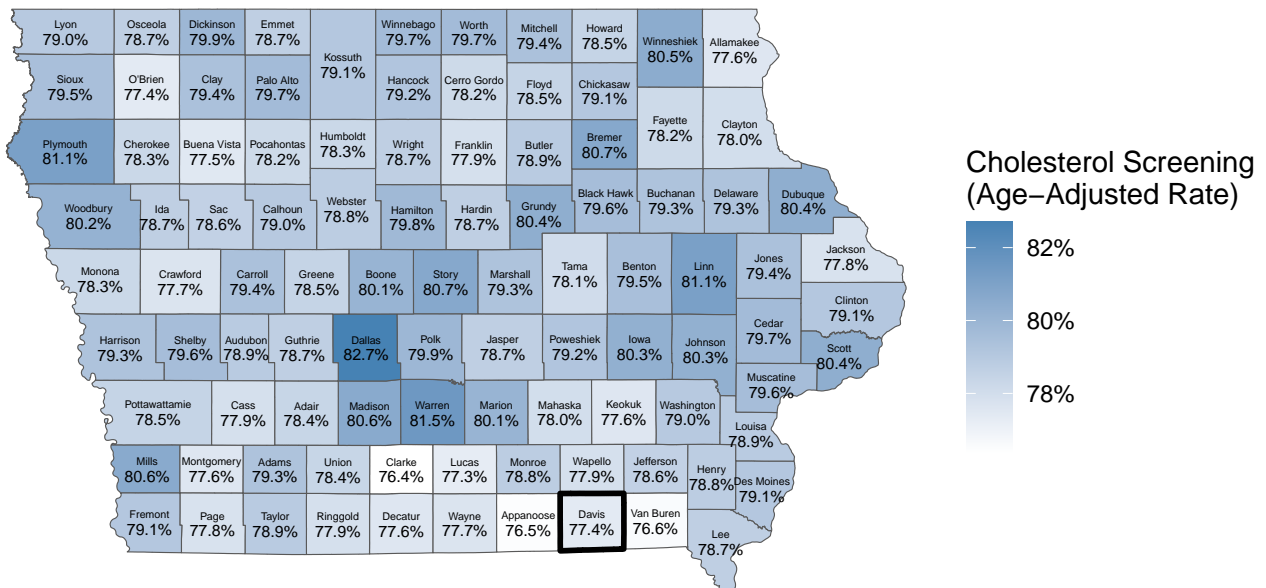 Lyon
79.0%
Osceola
78.7%
Dickinson
79.9%
Emmet
78.7%
Kossuth
79.1%
Winnebago
79.7%
Worth
79.7%
Mitchell
79.4%
Howard
78.5%
Winneshiek
80.5%
Allamakee
77.6%
Sioux
79.5%
O'Brien
77.4%
Clay
79.4%
Palo Alto
79.7%
Hancock
79.2%
Cerro Gordo
78.2%
Floyd
78.5%
Chickasaw
79.1%
Fayette
78.2%
Clayton
78.0%
Plymouth
81.1%
Cherokee
78.3%
Buena Vista
77.5%
Pocahontas
78.2%
Humboldt
78.3%
Wright
78.7%
Franklin
77.9%
Butler
78.9%
Bremer
80.7%
Woodbury
80.2%
Ida
78.7%
Sac
78.6%
Calhoun
79.0%
Webster
78.8%
Hamilton
79.8%
Hardin
78.7%
Grundy
80.4%
Black Hawk
79.6%
Buchanan
79.3%
Delaware
79.3%
Dubuque
80.4%
Monona
78.3%
Crawford
77.7%
Carroll
79.4%
Greene
78.5%
Boone
80.1%
Story
80.7%
Marshall
79.3%
Tama
78.1%
Benton
79.5%
Linn
81.1%
Jones
79.4%
Jackson
77.8%
Clinton
79.1%
Harrison
79.3%
Shelby
79.6%
Audubon
78.9%
Guthrie
78.7%
Dallas
82.7%
Polk
79.9%
Jasper
78.7%
Poweshiek
79.2%
Iowa
80.3%
Johnson
80.3%
Cedar
79.7%
Scott
80.4%
Muscatine
79.6%
Pottawattamie
78.5%
Cass
77.9%
Adair
78.4%
Madison
80.6%
Warren
81.5%
Marion
80.1%
Mahaska
78.0%
Keokuk
77.6%
Washington
79.0%
Louisa
78.9%
Mills
80.6%
Montgomery
77.6%
Adams
79.3%
Union
78.4%
Clarke
76.4%
Lucas
77.3%
Monroe
78.8%
Wapello
77.9%
Jefferson
78.6%
Henry
78.8%
Des Moines
79.1%
Fremont
79.1%
Page
77.8%
Taylor
78.9%
Ringgold
77.9%
Decatur
77.6%
Wayne
77.7%
Appanoose
76.5%
Davis
77.4%
Van Buren
76.6%
Lee
78.7%
Cholesterol Screening
(Age−Adjusted Rate)
82%
80%
78%